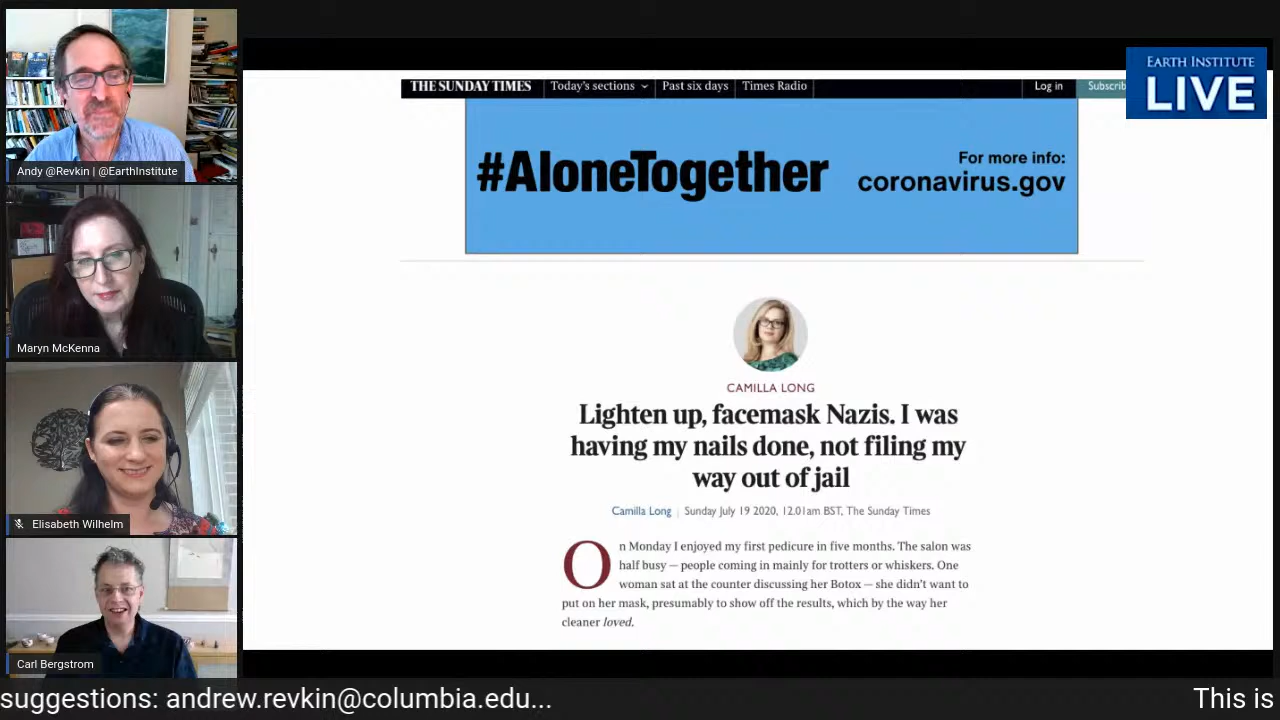 Andy @Revkin | @EarthInstitute
Maryn McKenna
Elisabeth Wilhelm
Carl Bergstrom
EARTH INSTITUTE
LIVE
THE SUNDAY TIMES Today's sections Past six days Times Radio Log in
#AloneTogether
For more info:
coronavirus.gov
CAMILLA LONG
Lighten up, facemask Nazis. I was
having my nails done, not filing my
way out of jail
Camilla Long | Sunday July 19 2020, 12.01am BST, The Sunday Times
On Monday I enjoyed my first pedicure in five months. The salon was
half busy — people coming in mainly for trotters or whiskers. One
woman sat at the counter discussing her Botox — she didn't want to
put on her mask, presumably to show off the results, which by the way her
cleaner loved.
suggestions: andrew.revkin@columbia.edu... This is